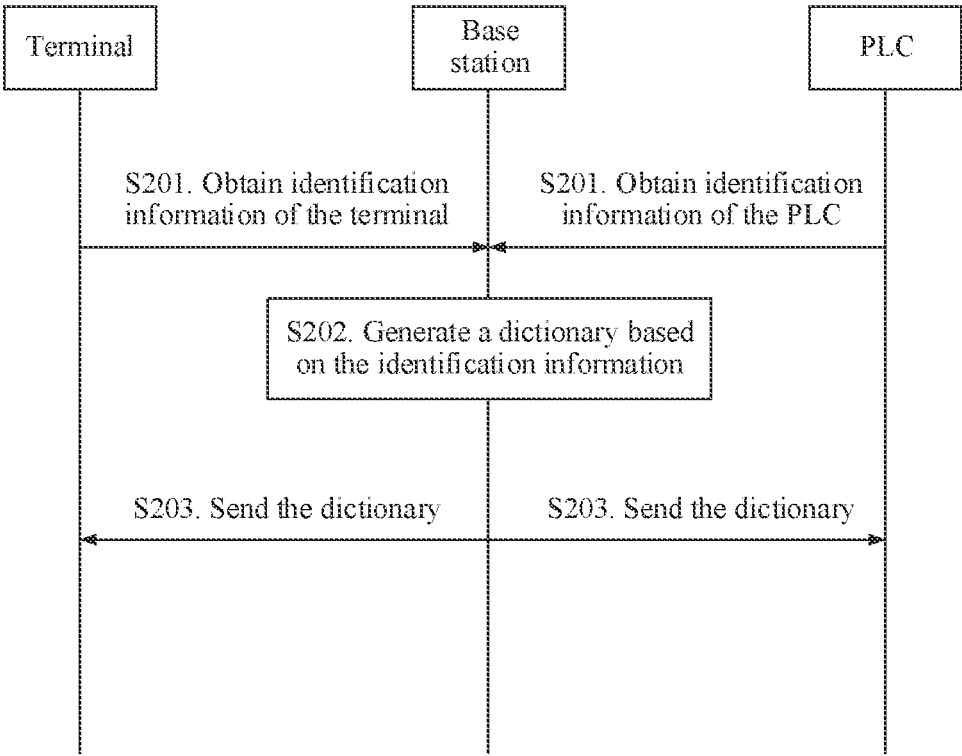 Terminal
Base
station
PLC
S201. Obtain identification
information of the terminal
S201. Obtain identification
information of the PLC
S202. Generate a dictionary based
on the identification information
S203. Send the dictionary
S203. Send the dictionary